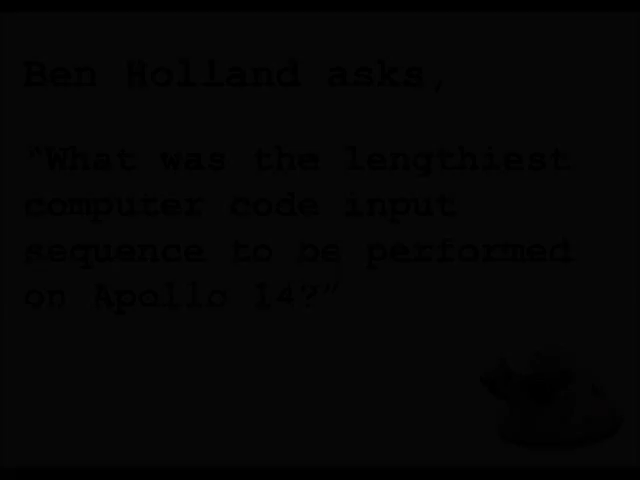 Ben Holland asks,
“What was the lengthiest
computer code input
sequence to be performed
on Apollo 14?”